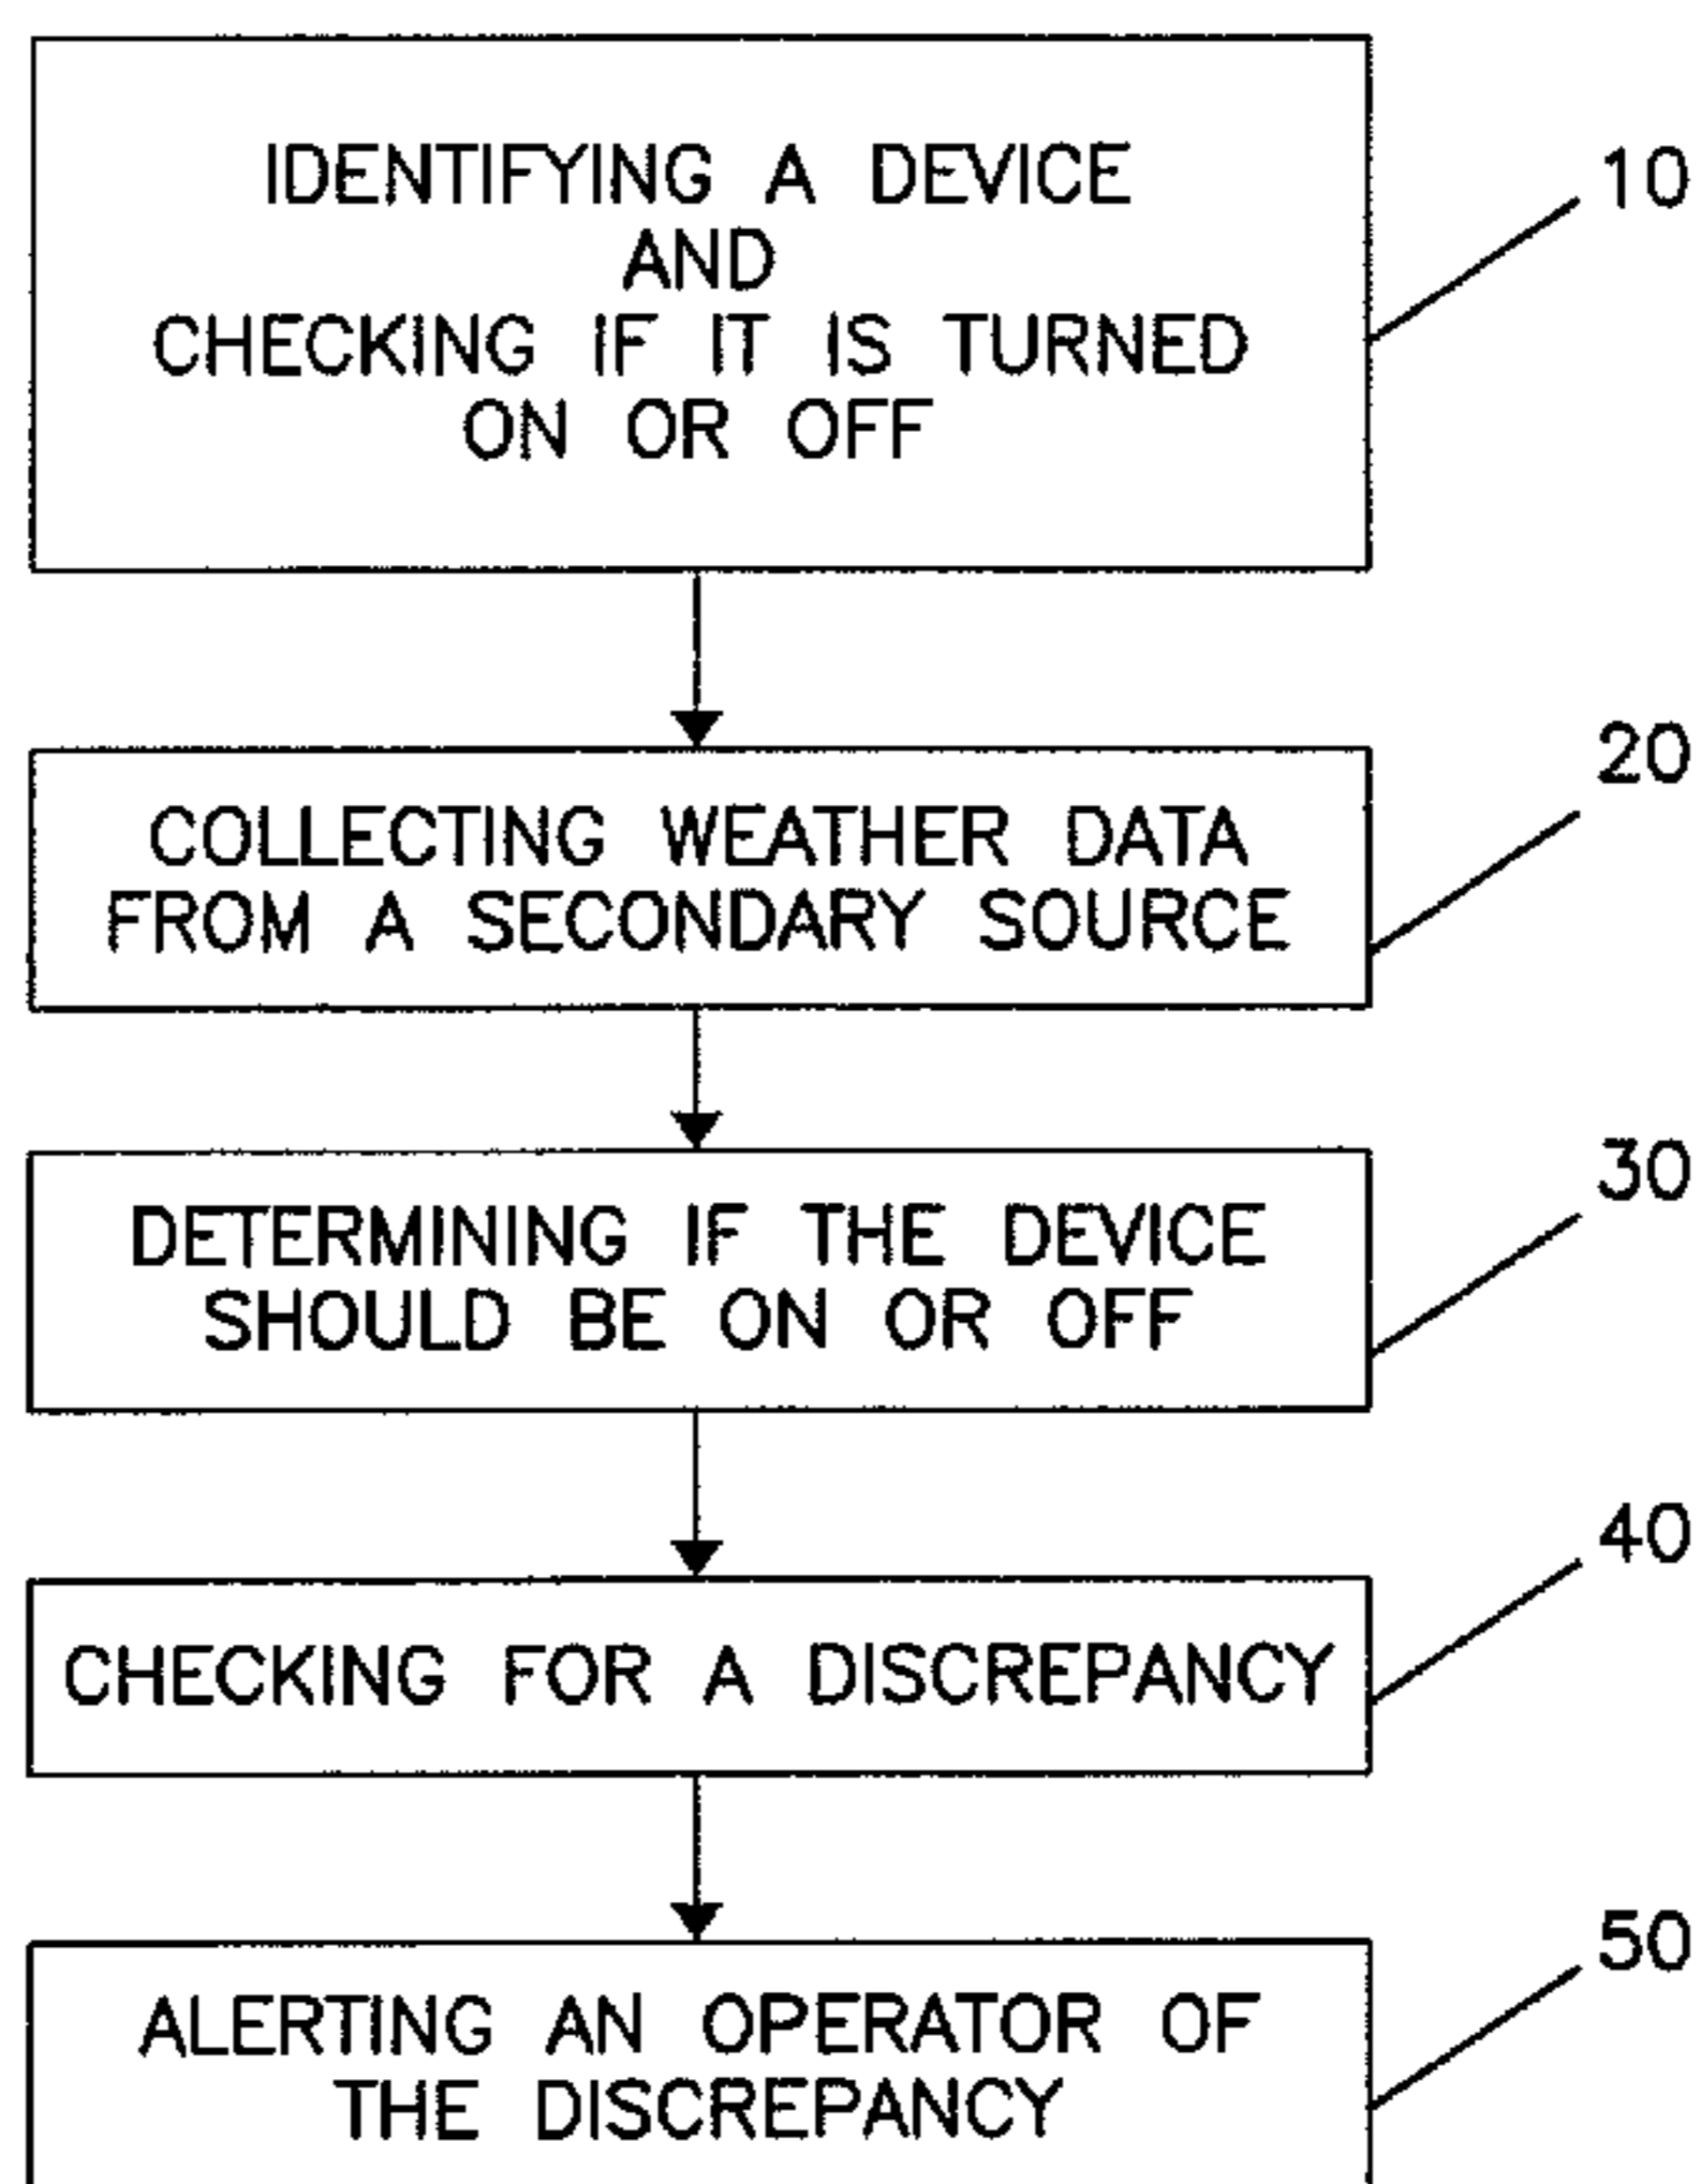 IDENTIFYING A DEVICE
AND
CHECKING IF IT IS TURNED
ON OR OFF
10
COLLECTING WEATHER DATA
FROM A SECONDARY SOURCE
20
DETERMINING IF THE DEVICE
SHOULD BE ON OR OFF
30
CHECKING FOR A DISCREPANCY
40
ALERTING AN OPERATOR OF
THE DISCREPANCY
50